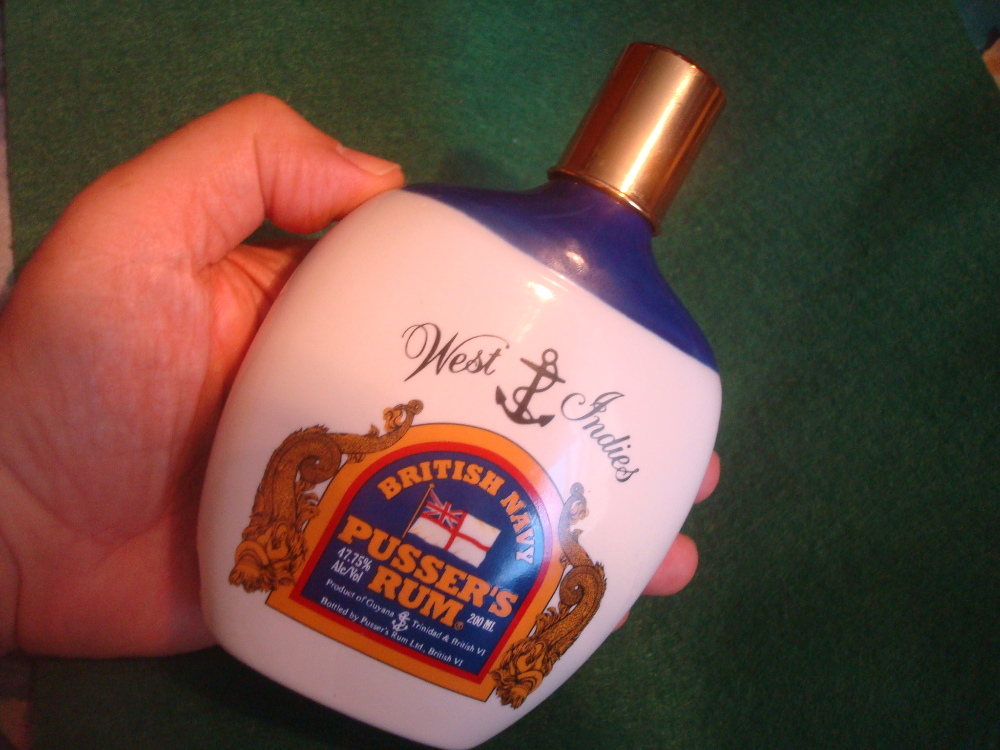 West Indies
BRITISH NAVY
PUSSER'S
RUM®
47.75%
Alc/Vol
200 ML
Product of Guyana Trinidad & British VI
Bottled by Pusser's Rum Ltd., British VI